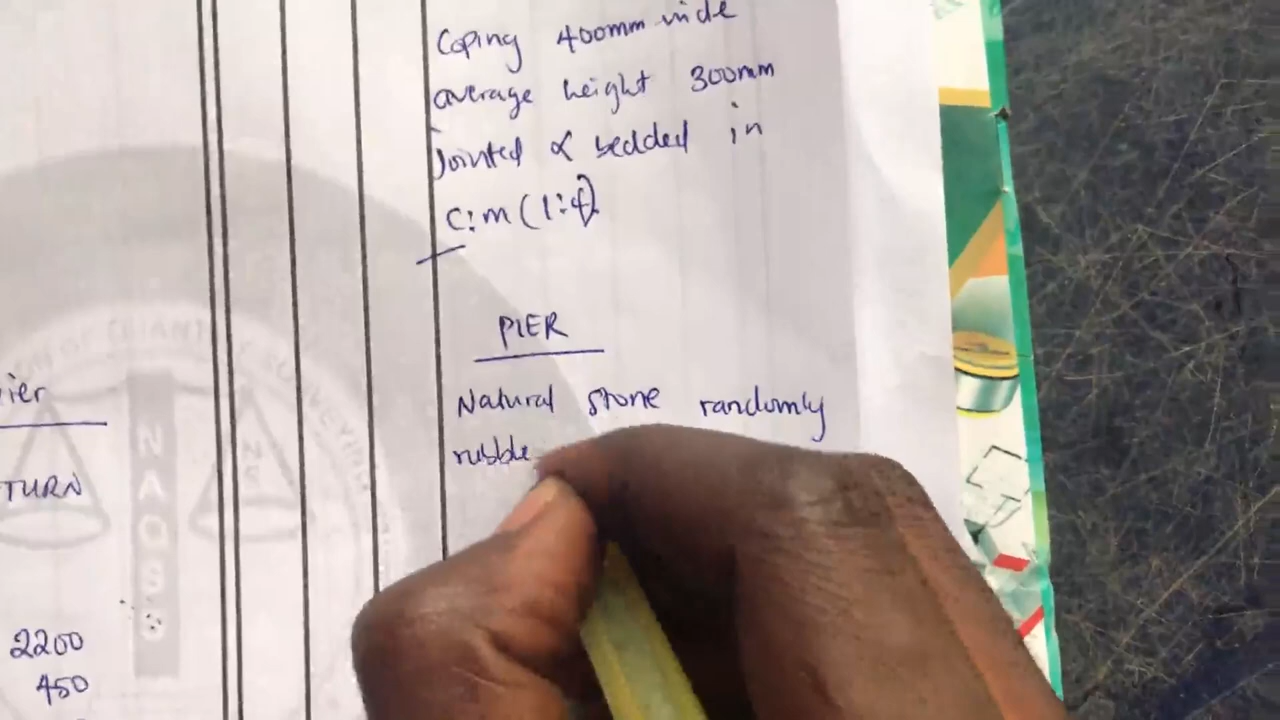 Coping 400mm wide
average height 300mm
Jointed & bedded in
c:m (1:4)
PIER
Natural stone randomly
rubble
TURN
2200
450
NAQSS